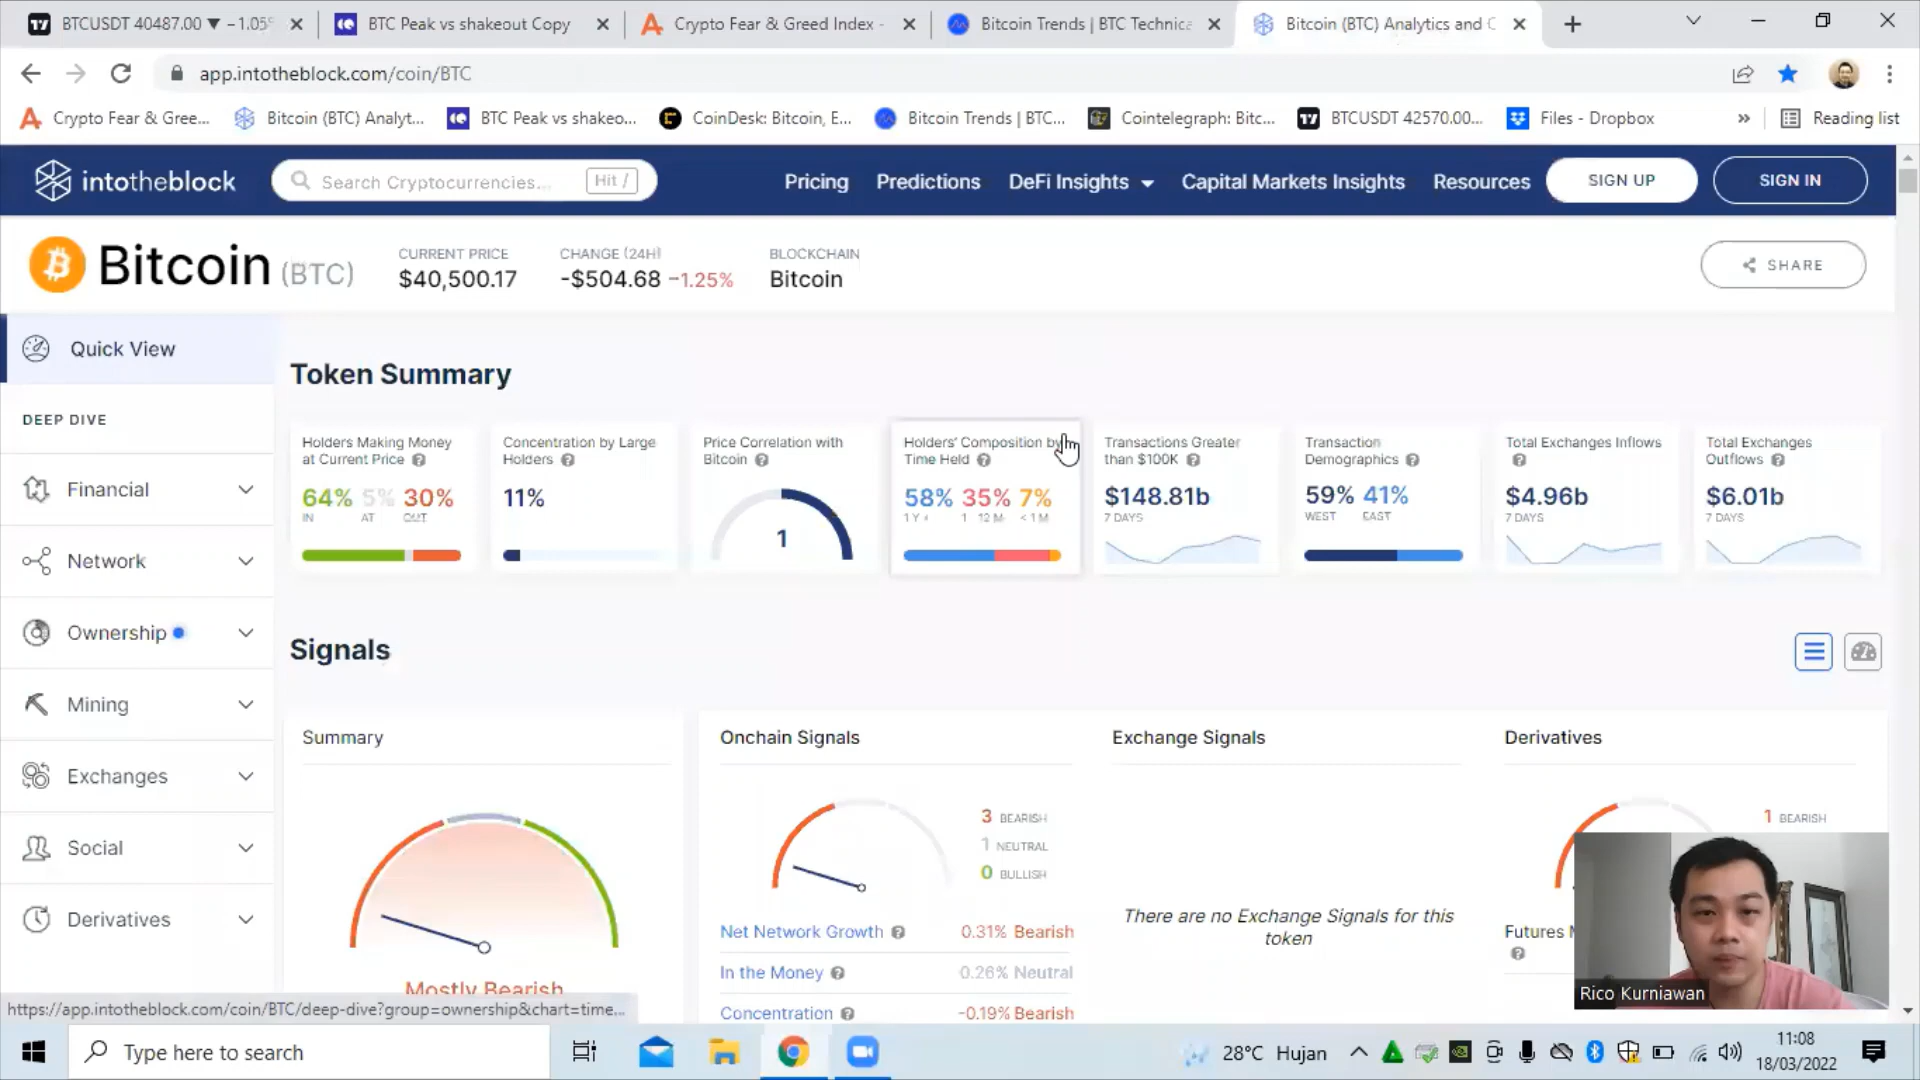 BTCUSDT 40487.00 ▼ −1.05%
BTC Peak vs shakeout Copy
Crypto Fear & Greed Index -
Bitcoin Trends | BTC Technica
Bitcoin (BTC) Analytics and C
app.intotheblock.com/coin/BTC
Crypto Fear & Gree...
Bitcoin (BTC) Analyt...
BTC Peak vs shakeo...
CoinDesk: Bitcoin, E...
Bitcoin Trends | BTC...
Cointelegraph: Bitc...
BTCUSDT 42570.00...
Files - Dropbox
»
Reading list
intotheblock
Search Cryptocurrencies...
Hit /
Pricing
Predictions
DeFi Insights
Capital Markets Insights
Resources
SIGN UP
SIGN IN
Bitcoin (BTC)
CURRENT PRICE
$40,500.17
CHANGE (24H)
-$504.68 −1.25%
BLOCKCHAIN
Bitcoin
SHARE
Quick View
DEEP DIVE
Financial
Network
Ownership
Mining
Exchanges
Social
Derivatives
Token Summary
Holders Making Money
at Current Price
64% 5% 30%
IN AT OUT
Concentration by Large
Holders
11%
Price Correlation with
Bitcoin
1
Holders' Composition by
Time Held
58% 35% 7%
1 Y + 1 - 12 M < 1 M
Transactions Greater
than $100K
$148.81b
7 DAYS
Transaction
Demographics
59% 41%
WEST EAST
Total Exchanges Inflows
$4.96b
7 DAYS
Total Exchanges
Outflows
$6.01b
7 DAYS
Signals
Summary
Mostly Bearish
Onchain Signals
3 BEARISH
1 NEUTRAL
0 BULLISH
Net Network Growth 0.31% Bearish
In the Money 0.26% Neutral
Concentration -0.19% Bearish
Exchange Signals
There are no Exchange Signals for this
token
Derivatives
1 BEARISH
Futures
Rico Kurniawan
https://app.intotheblock.com/coin/BTC/deep-dive?group=ownership&chart=time...
Type here to search
28°C Hujan
11:08
18/03/2022